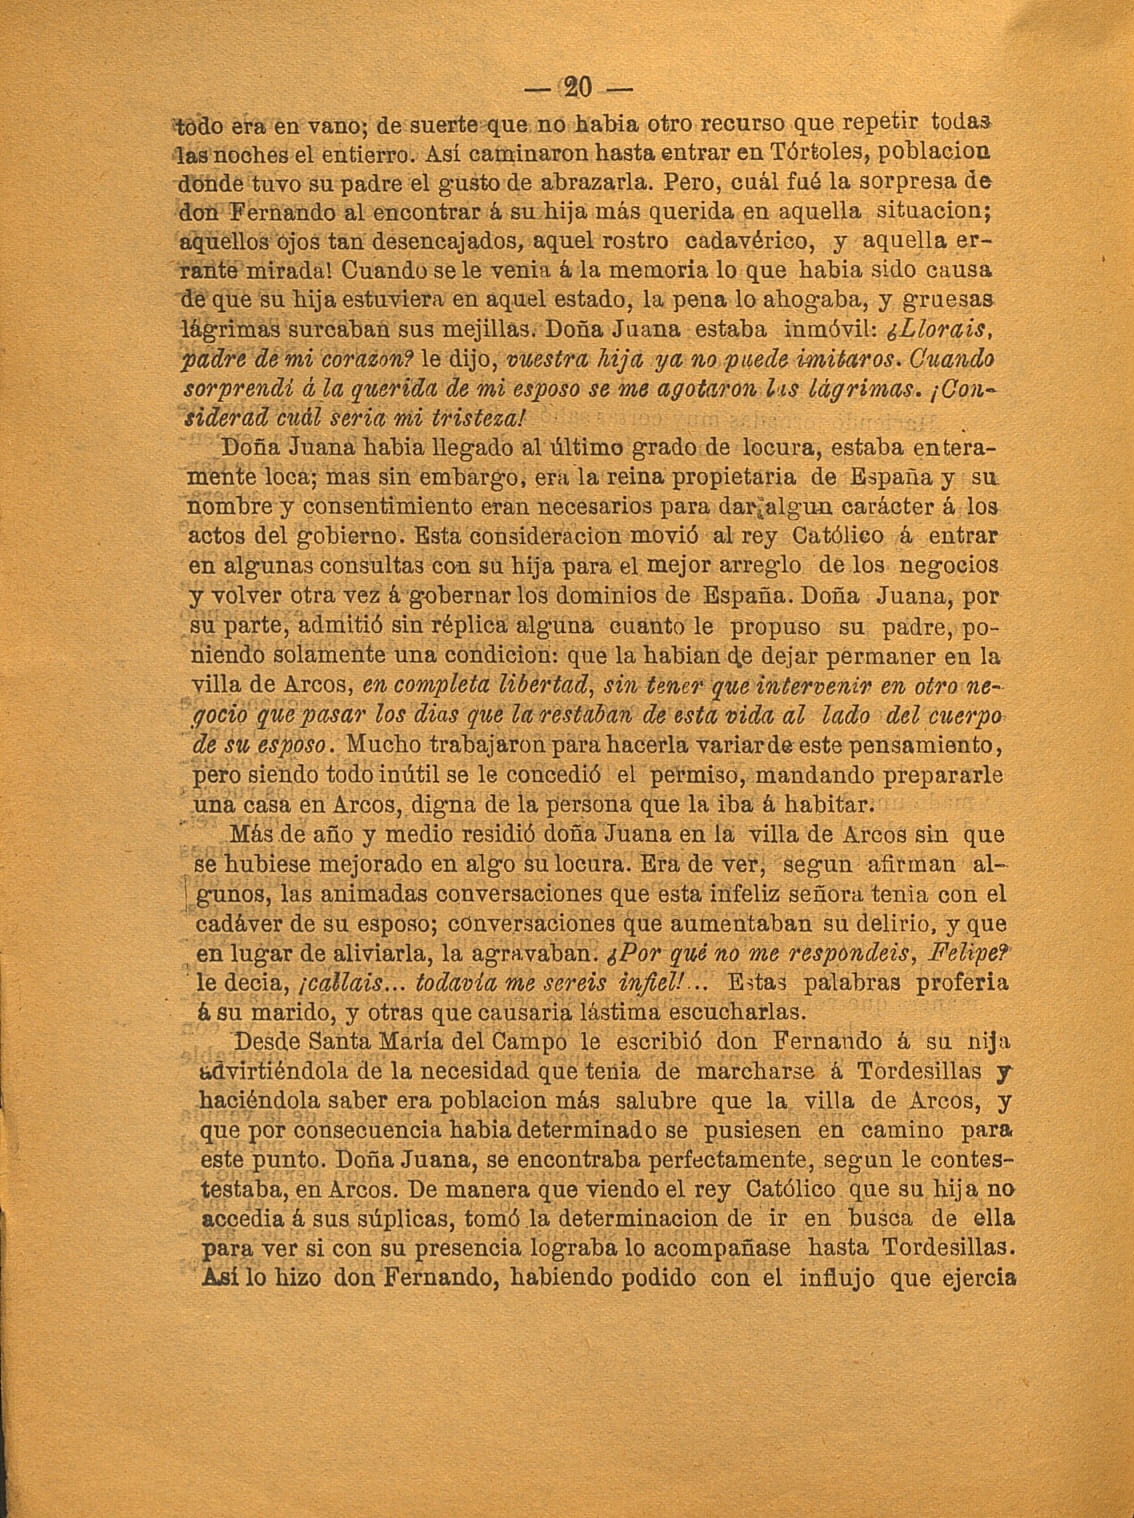 — 20 —
todo era en vano; de suerte que no habia otro recurso que repetir todas
las noches el entierro. Así caminaron hasta entrar en Tórtoles, poblacion
donde tuvo su padre el gusto de abrazarla. Pero, cuál fué la sorpresa de
don Fernando al encontrar á su hija más querida en aquella situacion;
aquellos ojos tan desencajados, aquel rostro cadavérico, y aquella er-
rante mirada! Cuando se le venia á la memoria lo que habia sido causa
de que su hija estuviera en aquel estado, la pena lo ahogaba, y gruesas
lágrimas surcaban sus mejillas. Doña Juana estaba inmóvil: ¿Llorais,
padre de mi corazon? le dijo, vuestra hija ya no puede imitaros. Cuando
sorprendí á la querida de mi esposo se me agotaron las lágrimas. ¡Con-
siderad cuál seria mi tristeza!
Doña Juana habia llegado al último grado de locura, estaba entera-
mente loca; mas sin embargo, era la reina propietaria de España y su
nombre y consentimiento eran necesarios para dar algun carácter á los
actos del gobierno. Esta consideracion movió al rey Católico á entrar
en algunas consultas con su hija para el mejor arreglo de los negocios
y volver otra vez á gobernar los dominios de España. Doña Juana, por
su parte, admitió sin réplica alguna cuanto le propuso su padre, po-
niendo solamente una condicion: que la habian de dejar permaner en la
villa de Arcos, en completa libertad, sin tener que intervenir en otro ne-
gocio que pasar los dias que la restaban de esta vida al lado del cuerpo
de su esposo. Mucho trabajaron para hacerla variar de este pensamiento,
pero siendo todo inútil se le concedió el permiso, mandando prepararle
una casa en Arcos, digna de la persona que la iba á habitar.
Más de año y medio residió doña Juana en la villa de Arcos sin que
se hubiese mejorado en algo su locura. Era de ver, segun afirman al-
gunos, las animadas conversaciones que esta infeliz señora tenia con el
cadáver de su esposo; conversaciones que aumentaban su delirio, y que
en lugar de aliviarla, la agravaban. ¿Por qué no me respondeis, Felipe?
le decia, ¡callais... todavía me sereis infiel!... Estas palabras proferia
á su marido, y otras que causaria lástima escucharlas.
Desde Santa María del Campo le escribió don Fernando á su hija
advirtiéndola de la necesidad que tenia de marcharse á Tordesillas y
haciéndola saber era poblacion más salubre que la villa de Arcos, y
que por consecuencia habia determinado se pusiesen en camino para
este punto. Doña Juana, se encontraba perfectamente, segun le contes-
testaba, en Arcos. De manera que viendo el rey Católico que su hija no
accedia á sus súplicas, tomó la determinacion de ir en busca de ella
para ver si con su presencia lograba lo acompañase hasta Tordesillas.
Así lo hizo don Fernando, habiendo podido con el influjo que ejercia